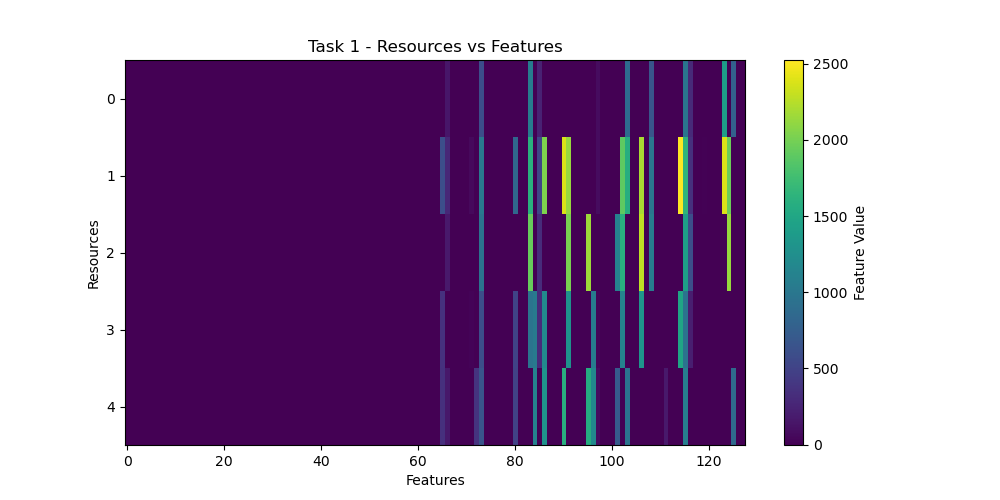 Task 1 - Resources vs Features
Resources
0
1
2
3
4
0 20 40 60 80 100 120
Features
2500
2000
1500
1000
500
0
Feature Value